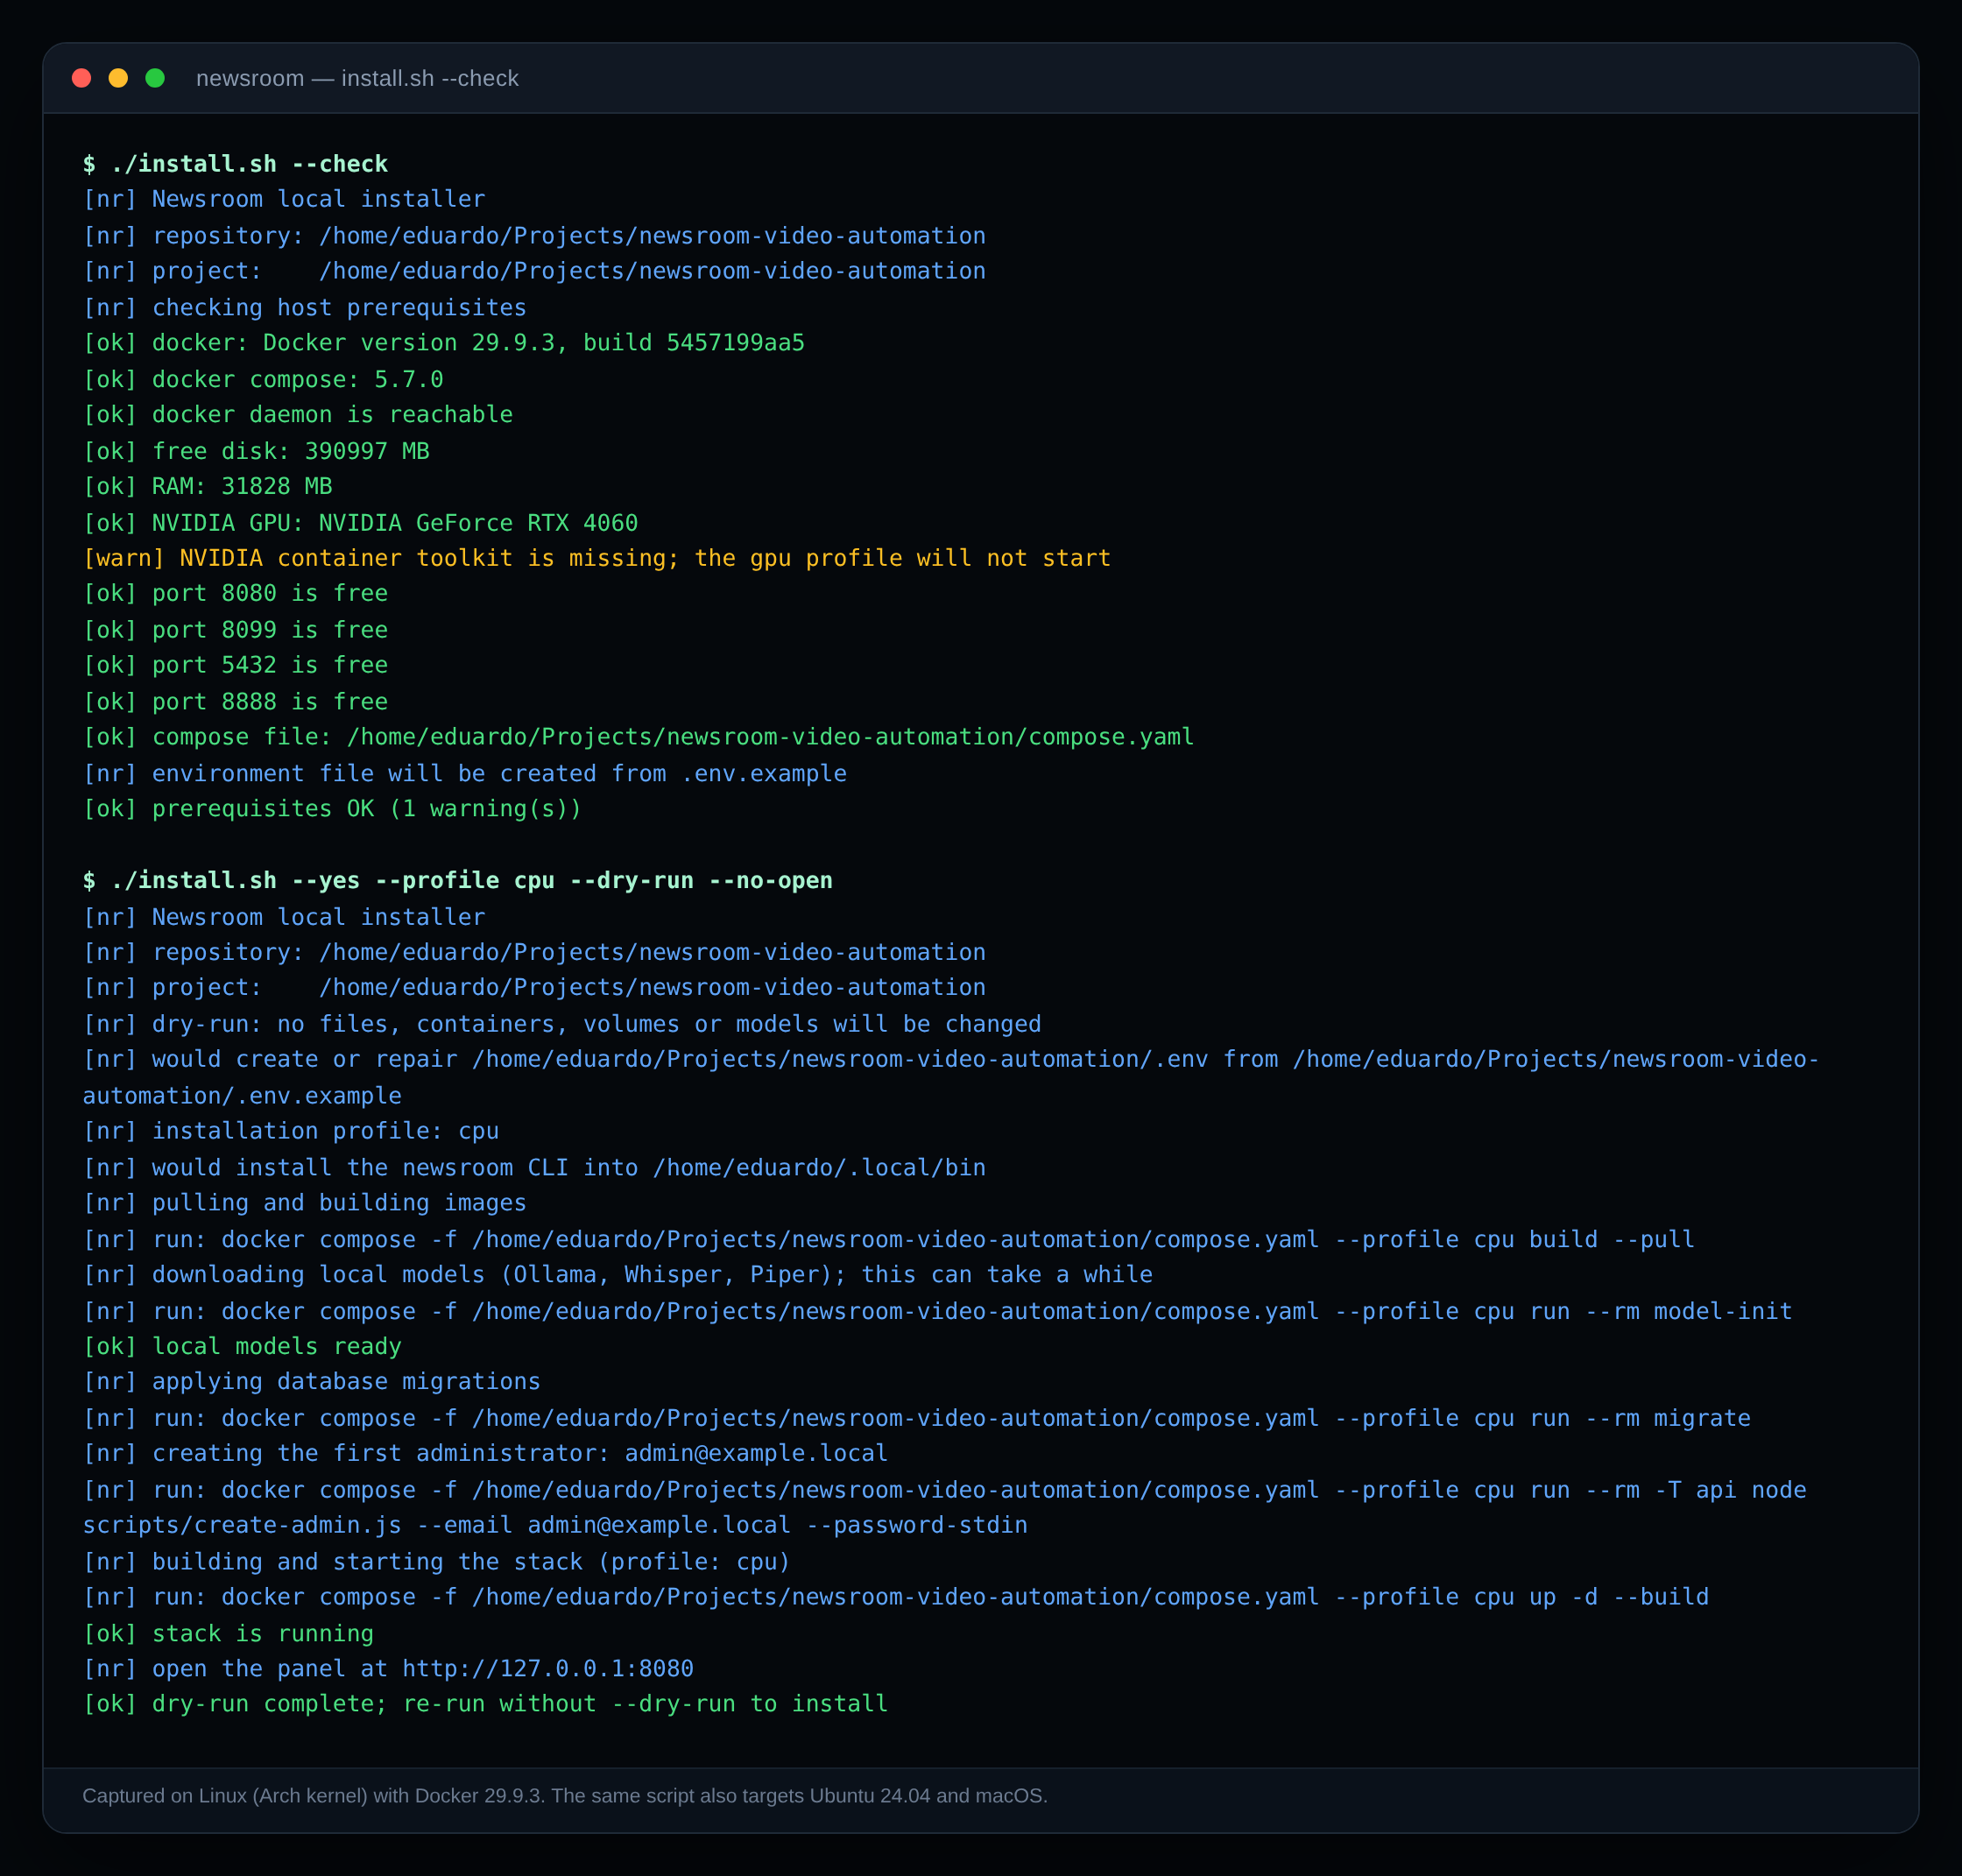 newsroom — install.sh --check
$ ./install.sh --check
[nr] Newsroom local installer
[nr] repository: /home/eduardo/Projects/newsroom-video-automation
[nr] project:    /home/eduardo/Projects/newsroom-video-automation
[nr] checking host prerequisites
[ok] docker: Docker version 29.9.3, build 5457199aa5
[ok] docker compose: 5.7.0
[ok] docker daemon is reachable
[ok] free disk: 390997 MB
[ok] RAM: 31828 MB
[ok] NVIDIA GPU: NVIDIA GeForce RTX 4060
[warn] NVIDIA container toolkit is missing; the gpu profile will not start
[ok] port 8080 is free
[ok] port 8099 is free
[ok] port 5432 is free
[ok] port 8888 is free
[ok] compose file: /home/eduardo/Projects/newsroom-video-automation/compose.yaml
[nr] environment file will be created from .env.example
[ok] prerequisites OK (1 warning(s))
$ ./install.sh --yes --profile cpu --dry-run --no-open
[nr] Newsroom local installer
[nr] repository: /home/eduardo/Projects/newsroom-video-automation
[nr] project:    /home/eduardo/Projects/newsroom-video-automation
[nr] dry-run: no files, containers, volumes or models will be changed
[nr] would create or repair /home/eduardo/Projects/newsroom-video-automation/.env from /home/eduardo/Projects/newsroom-video-
automation/.env.example
[nr] installation profile: cpu
[nr] would install the newsroom CLI into /home/eduardo/.local/bin
[nr] pulling and building images
[nr] run: docker compose -f /home/eduardo/Projects/newsroom-video-automation/compose.yaml --profile cpu build --pull
[nr] downloading local models (Ollama, Whisper, Piper); this can take a while
[nr] run: docker compose -f /home/eduardo/Projects/newsroom-video-automation/compose.yaml --profile cpu run --rm model-init
[ok] local models ready
[nr] applying database migrations
[nr] run: docker compose -f /home/eduardo/Projects/newsroom-video-automation/compose.yaml --profile cpu run --rm migrate
[nr] creating the first administrator: admin@example.local
[nr] run: docker compose -f /home/eduardo/Projects/newsroom-video-automation/compose.yaml --profile cpu run --rm -T api node
scripts/create-admin.js --email admin@example.local --password-stdin
[nr] building and starting the stack (profile: cpu)
[nr] run: docker compose -f /home/eduardo/Projects/newsroom-video-automation/compose.yaml --profile cpu up -d --build
[ok] stack is running
[nr] open the panel at http://127.0.0.1:8080
[ok] dry-run complete; re-run without --dry-run to install
Captured on Linux (Arch kernel) with Docker 29.9.3. The same script also targets Ubuntu 24.04 and macOS.